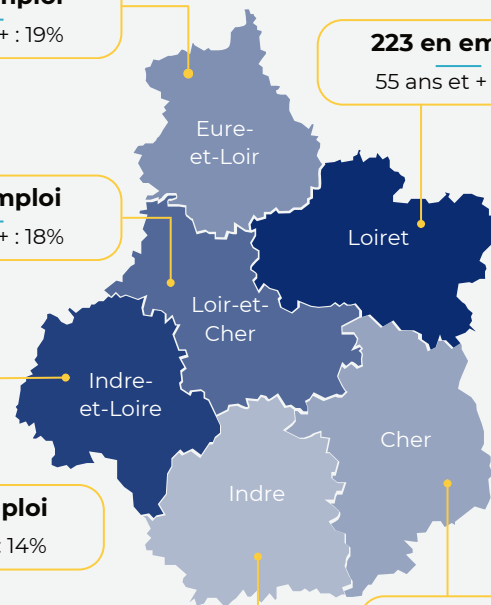 + : 19%
223 en em
55 ans et +
Eure-
et-Loir
mploi
+ : 18%
Loiret
Loir-et-
Cher
Indre-
et-Loire
Cher
Indre
ploi
: 14%